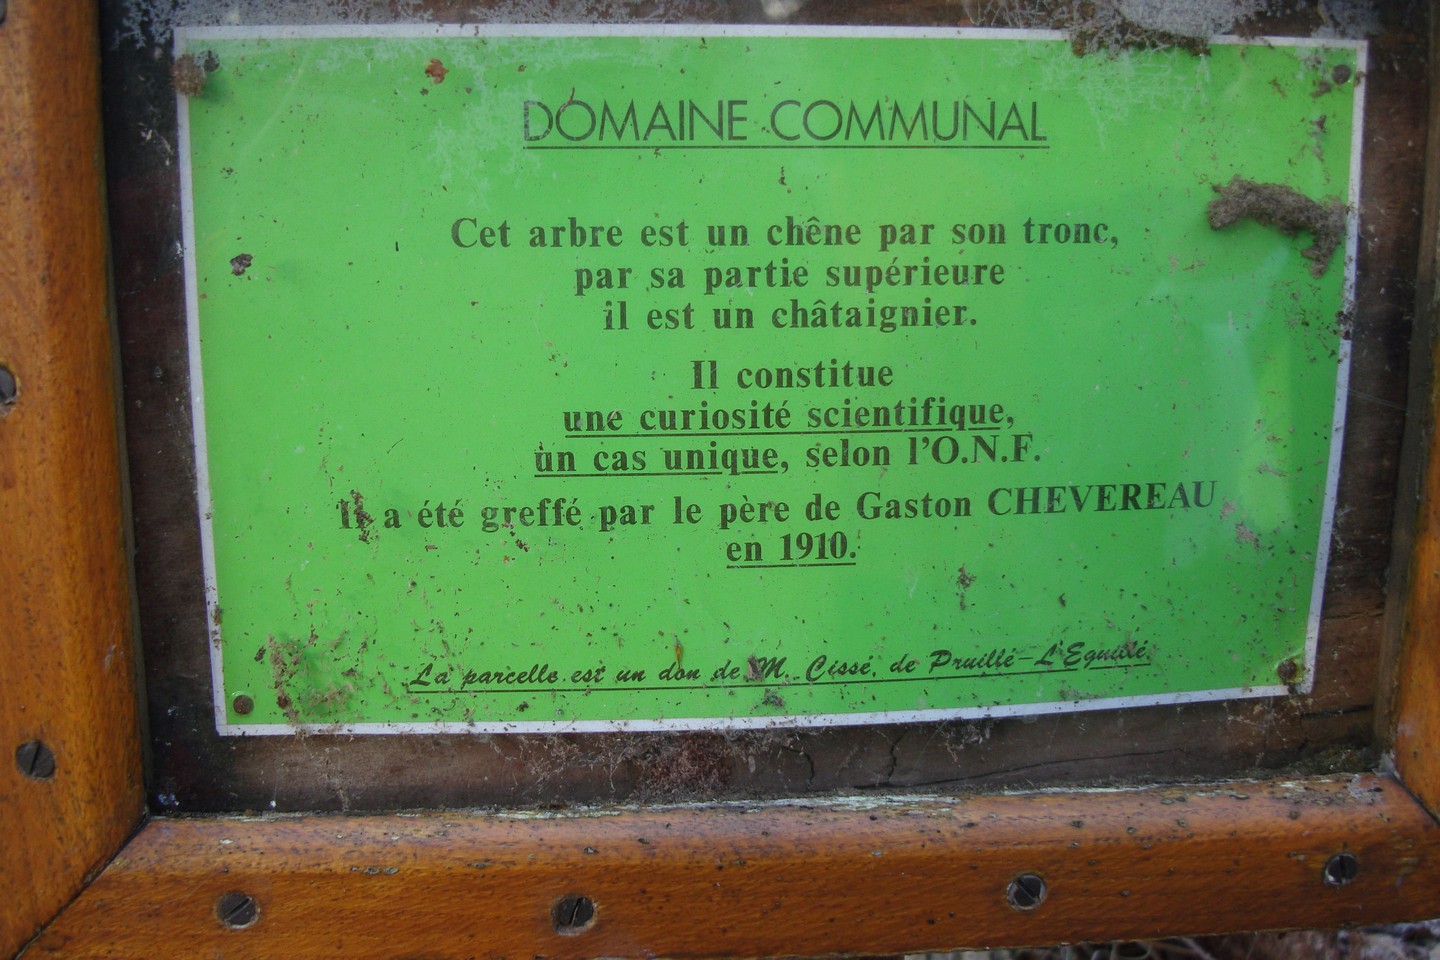 DOMAINE COMMUNAL
Cet arbre est un chêne par son tronc,
par sa partie supérieure
il est un châtaignier.
Il constitue
une curiosité scientifique,
un cas unique, selon l'O.N.F.
Il a été greffé par le père de Gaston CHEVEREAU
en 1910.
La parcelle est un don de M. Cissé, de Pruillé-L'Eguillé.